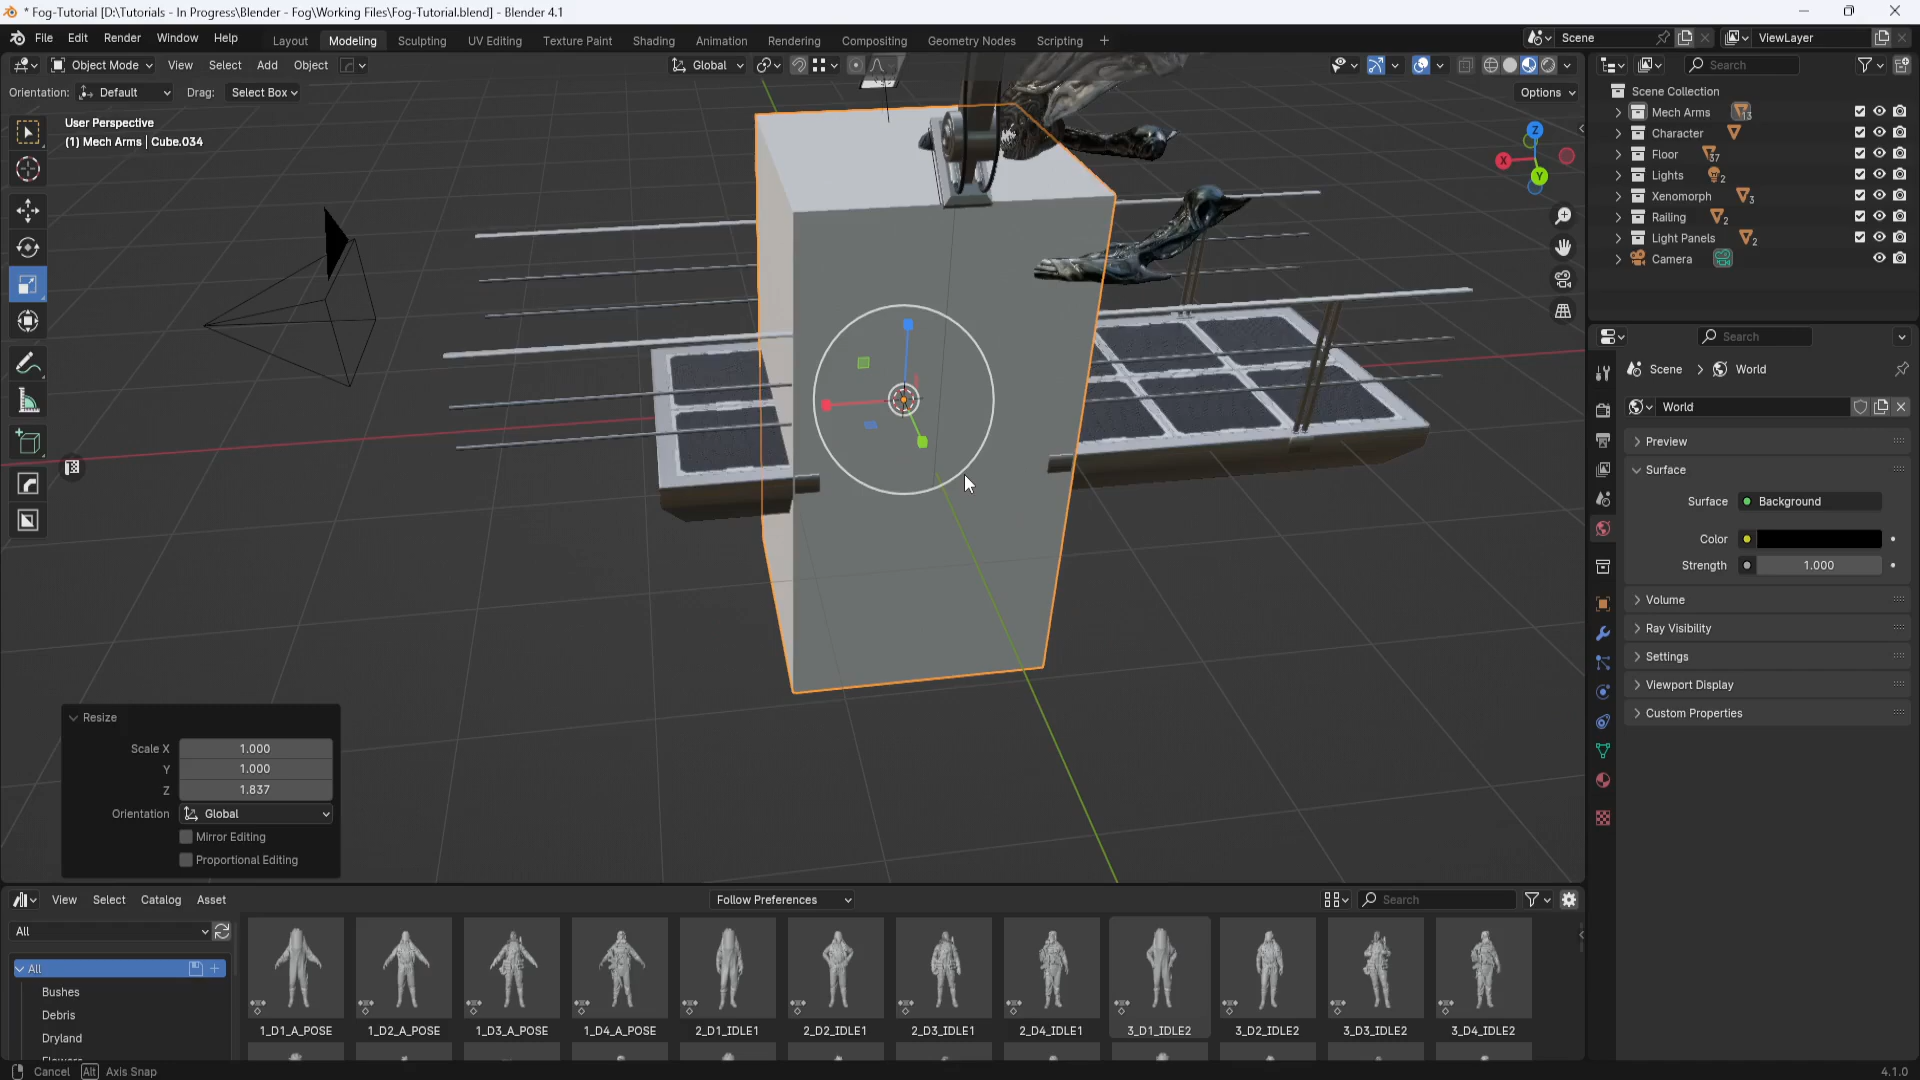 * Fog-Tutorial [D:\Tutorials - In Progress\Blender - Fog\Working Files\Fog-Tutorial.blend] - Blender 4.1
File Edit Render Window Help
Layout Modeling Sculpting UV Editing Texture Paint Shading Animation Rendering Compositing Geometry Nodes Scripting +
Scene
ViewLayer
Object Mode View Select Add Object
Global
Search
Orientation: Default Drag: Select Box
Options
User Perspective
(1) Mech Arms | Cube.034
Z
X
Y
Scene Collection
Mech Arms 13
Character
Floor 37
Lights 2
Xenomorph 3
Railing 2
Light Panels 2
Camera
Search
Scene > World
World
Preview
Surface
Surface Background
Color
Strength 1.000
Volume
Ray Visibility
Settings
Viewport Display
Custom Properties
Resize
Scale X 1.000
Y 1.000
Z 1.837
Orientation Global
Mirror Editing
Proportional Editing
View Select Catalog Asset
Follow Preferences
Search
All
All
Bushes
Debris
Dryland
1_D1_A_POSE
1_D2_A_POSE
1_D3_A_POSE
1_D4_A_POSE
2_D1_IDLE1
2_D2_IDLE1
2_D3_IDLE1
2_D4_IDLE1
3_D1_IDLE2
3_D2_IDLE2
3_D3_IDLE2
3_D4_IDLE2
Cancel Alt Axis Snap
4.1.0